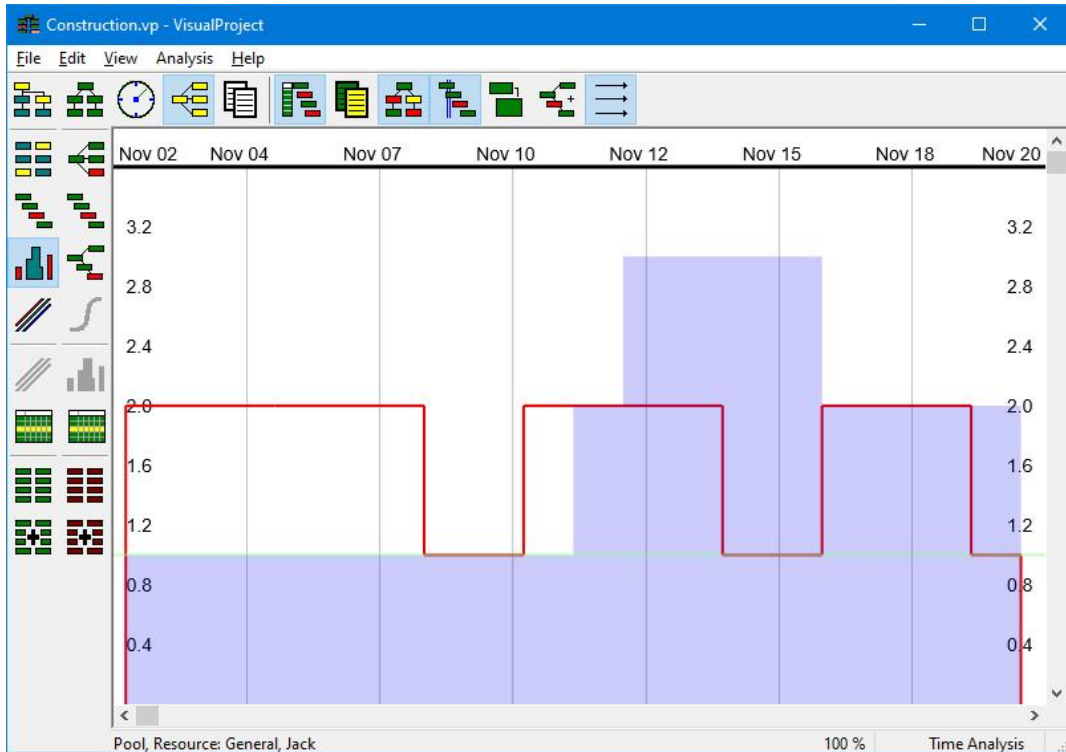 Construction.vp - VisualProject
File Edit View Analysis Help
Nov 02 Nov 04 Nov 07 Nov 10 Nov 12 Nov 15 Nov 18 Nov 20
3.2 3.2
2.8 2.8
2.4 2.4
2.0 2.0
1.6 1.6
1.2 1.2
0.8 0.8
0.4 0.4
Pool, Resource: General, Jack 100 % Time Analysis